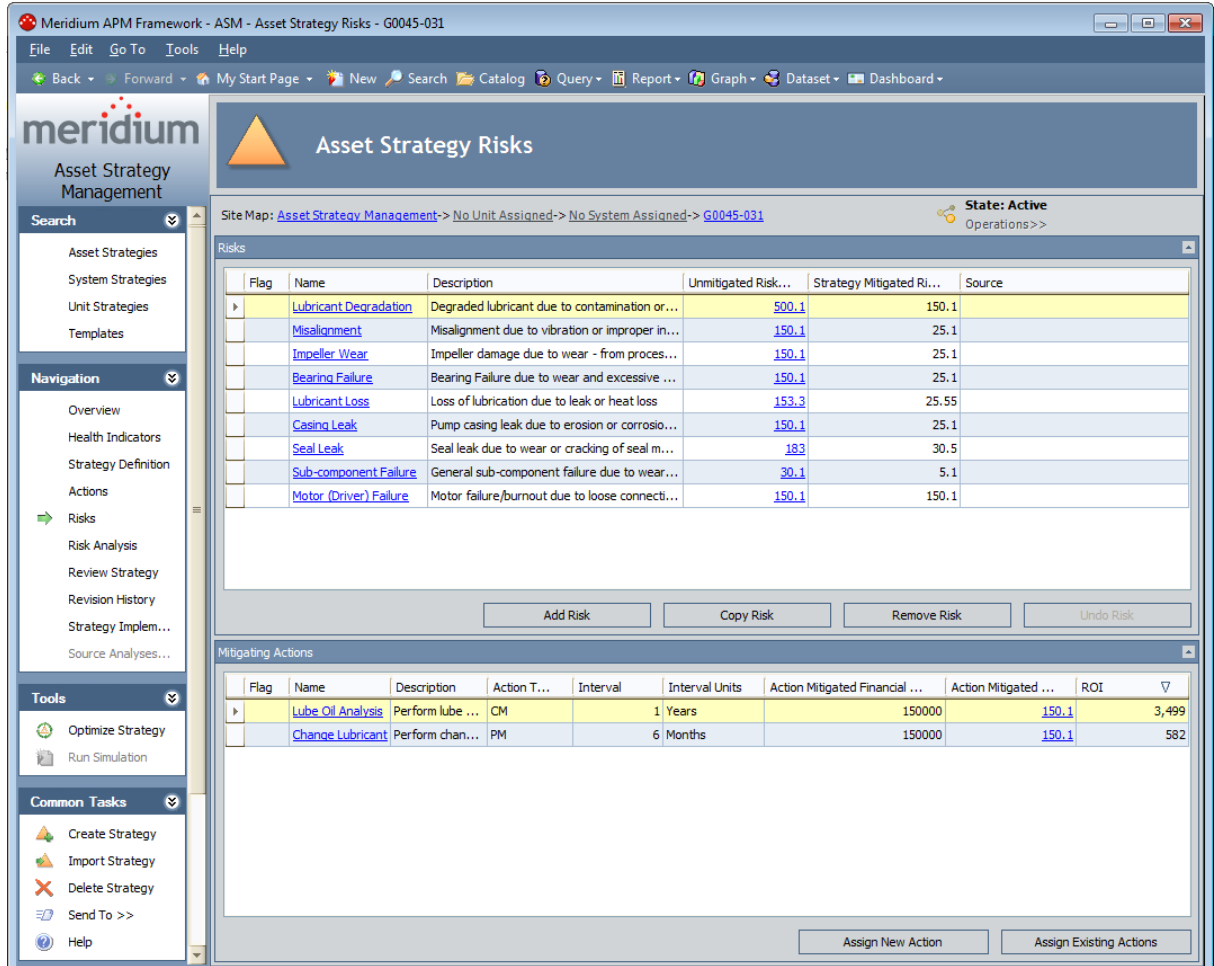 Meridium APM Framework - ASM - Asset Strategy Risks - G0045-031
File Edit Go To Tools Help
Back Forward My Start Page New Search Catalog Query Report Graph Dataset Dashboard
meridium
Asset Strategy
Management
Asset Strategy Risks
Search
Asset Strategies
System Strategies
Unit Strategies
Templates
Navigation
Overview
Health Indicators
Strategy Definition
Actions
Risks
Risk Analysis
Review Strategy
Revision History
Strategy Implem...
Source Analyses...
Tools
Optimize Strategy
Run Simulation
Common Tasks
Create Strategy
Import Strategy
Delete Strategy
Send To >>
Help
Site Map: Asset Strategy Management-> No Unit Assigned-> No System Assigned-> G0045-031
State: Active
Operations>>
Risks
Flag Name Description Unmitigated Risk... Strategy Mitigated Ri... Source
Lubricant Degradation Degraded lubricant due to contamination or... 500.1 150.1
Misalignment Misalignment due to vibration or improper in... 150.1 25.1
Impeller Wear Impeller damage due to wear - from proces... 150.1 25.1
Bearing Failure Bearing Failure due to wear and excessive ... 150.1 25.1
Lubricant Loss Loss of lubrication due to leak or heat loss 153.3 25.55
Casing Leak Pump casing leak due to erosion or corrosio... 150.1 25.1
Seal Leak Seal leak due to wear or cracking of seal m... 183 30.5
Sub-component Failure General sub-component failure due to wear... 30.1 5.1
Motor (Driver) Failure Motor failure/burnout due to loose connecti... 150.1 150.1
Add Risk Copy Risk Remove Risk Undo Risk
Mitigating Actions
Flag Name Description Action T... Interval Interval Units Action Mitigated Financial ... Action Mitigated ... ROI
Lube Oil Analysis Perform lube ... CM 1 Years 150000 150.1 3,499
Change Lubricant Perform chan... PM 6 Months 150000 150.1 582
Assign New Action Assign Existing Actions